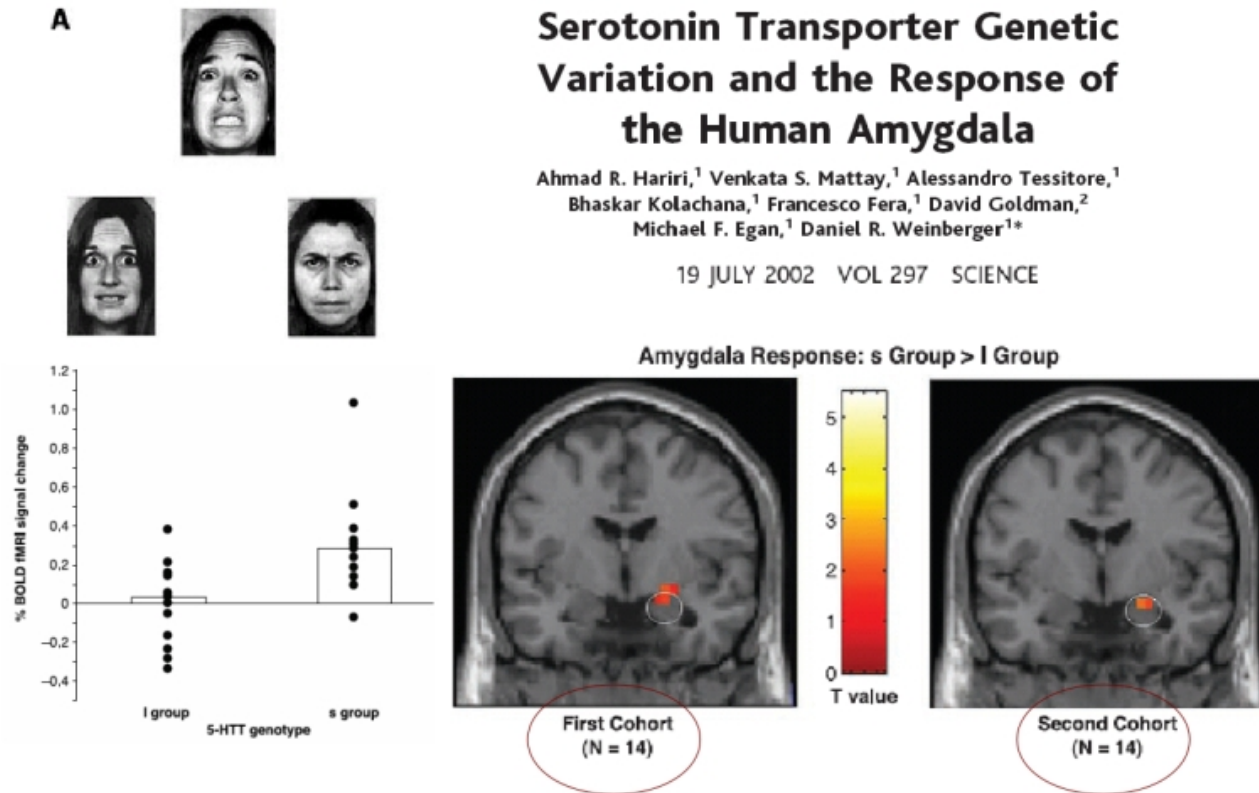 A
Serotonin Transporter Genetic
Variation and the Response of
the Human Amygdala
Ahmad R. Hariri,¹ Venkata S. Mattay,¹ Alessandro Tessitore,¹
Bhaskar Kolachana,¹ Francesco Fera,¹ David Goldman,²
Michael F. Egan,¹ Daniel R. Weinberger¹*
19 JULY 2002 VOL 297 SCIENCE
% BOLD fMRI signal change
1.2
1.0
0.8
0.6
0.4
0.2
0
–0.2
–0.4
l group
s group
5-HTT genotype
Amygdala Response: s Group > l Group
5
4
3
2
1
0
T value
First Cohort
(N = 14)
Second Cohort
(N = 14)